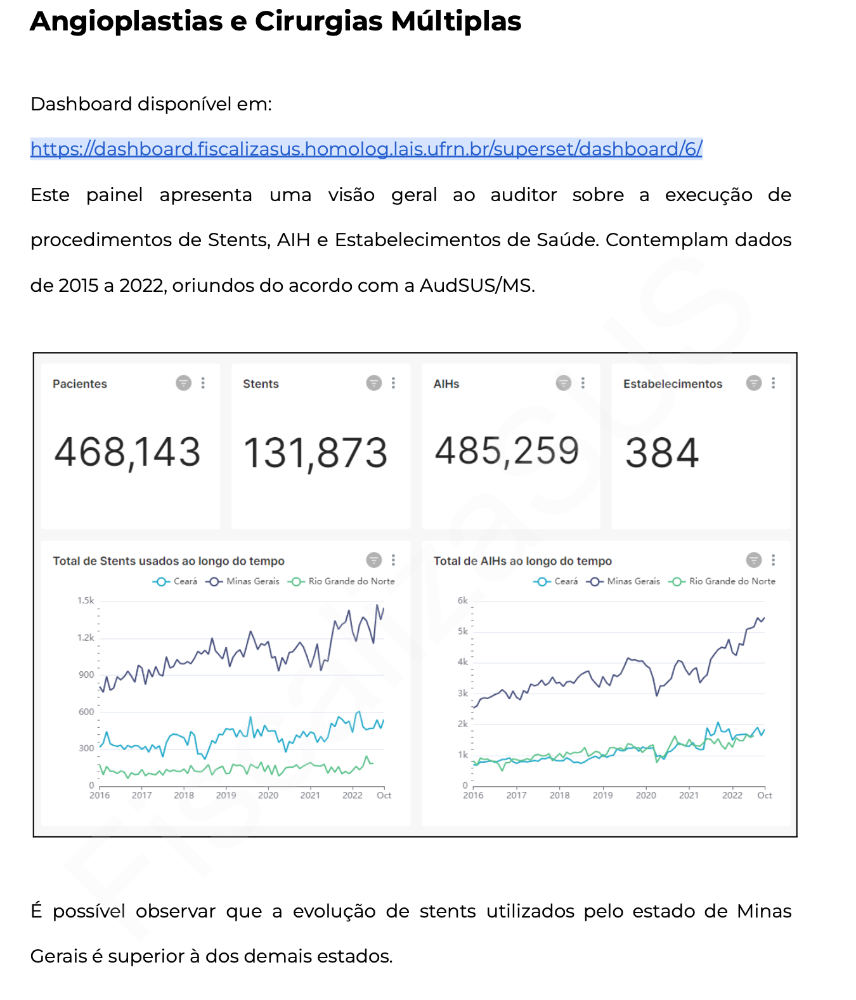 Angioplastias e Cirurgias Múltiplas
Dashboard disponível em:
https://dashboard.fiscalizasus.homolog.lais.ufrn.br/superset/dashboard/6/
Este painel apresenta uma visão geral ao auditor sobre a execução de
procedimentos de Stents, AIH e Estabelecimentos de Saúde. Contemplam dados
de 2015 a 2022, oriundos do acordo com a AudSUS/MS.
Pacientes
468,143
Stents
131,873
AIHs
485,259
Estabelecimentos
384
Total de Stents usados ao longo do tempo
Ceará Minas Gerais Rio Grande do Norte
1.5k
1.2k
900
600
300
0
2016 2017 2018 2019 2020 2021 2022 Oct
Total de AIHs ao longo do tempo
Ceará Minas Gerais Rio Grande do Norte
6k
5k
4k
3k
2k
1k
0
2016 2017 2018 2019 2020 2021 2022 Oct
FiscalizaSUS
É possível observar que a evolução de stents utilizados pelo estado de Minas
Gerais é superior à dos demais estados.